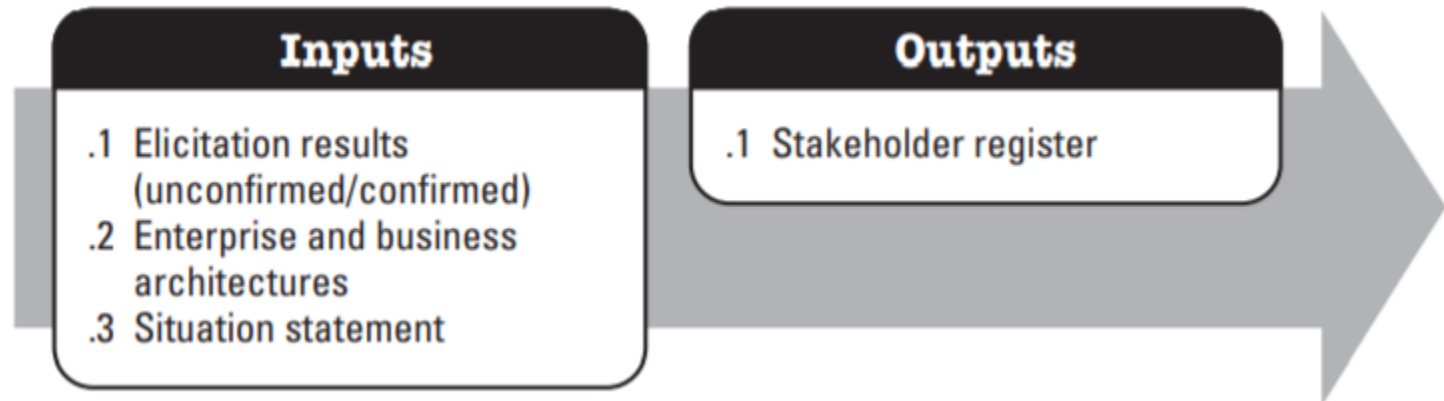 Inputs
.1 Elicitation results
(unconfirmed/confirmed)
.2 Enterprise and business
architectures
.3 Situation statement
Outputs
.1 Stakeholder register